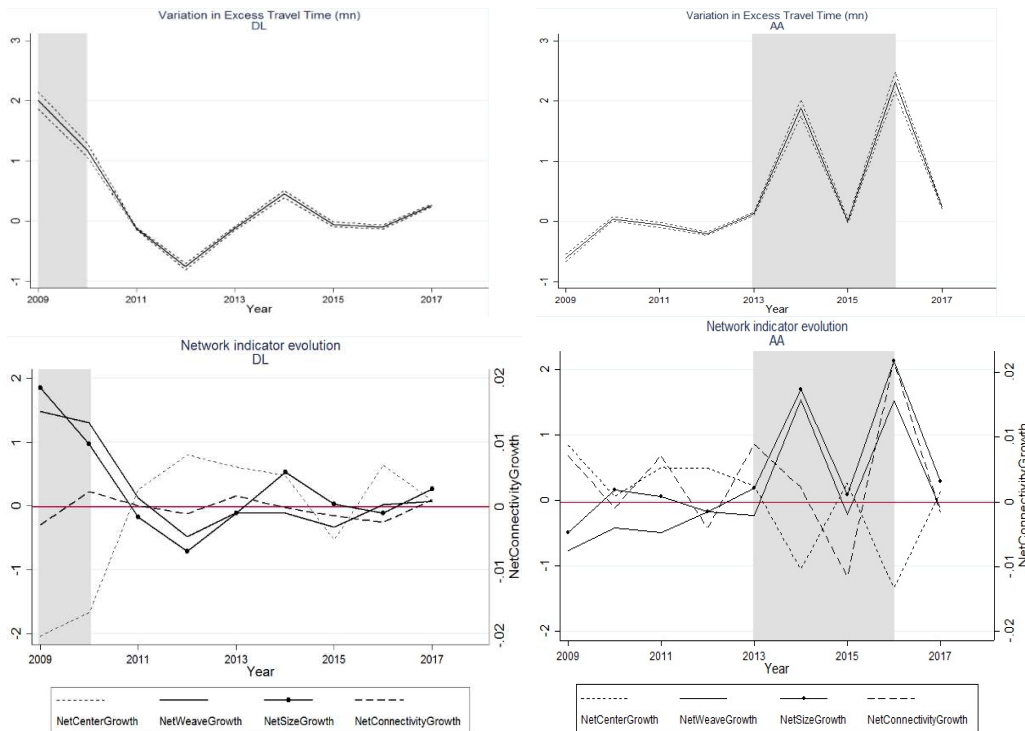 Variation in Excess Travel Time (mn)
DL
3
2
1
0
-1
2009
2011
2013
2015
2017
Year
Variation in Excess Travel Time (mn)
AA
3
2
1
0
-1
2009
2011
2013
2015
2017
Year
Network indicator evolution
DL
2
1
0
-1
-2
.02
.01
0
-.01
-.02
NetConnectivityGrowth
2009
2011
2013
2015
2017
Year
NetCenterGrowth
NetWeaveGrowth
NetSizeGrowth
NetConnectivityGrowth
Network indicator evolution
AA
2
1
0
-1
-2
.02
.01
0
-.01
-.02
NetConnectivityGrowth
2009
2011
2013
2015
2017
Year
NetCenterGrowth
NetWeaveGrowth
NetSizeGrowth
NetConnectivityGrowth